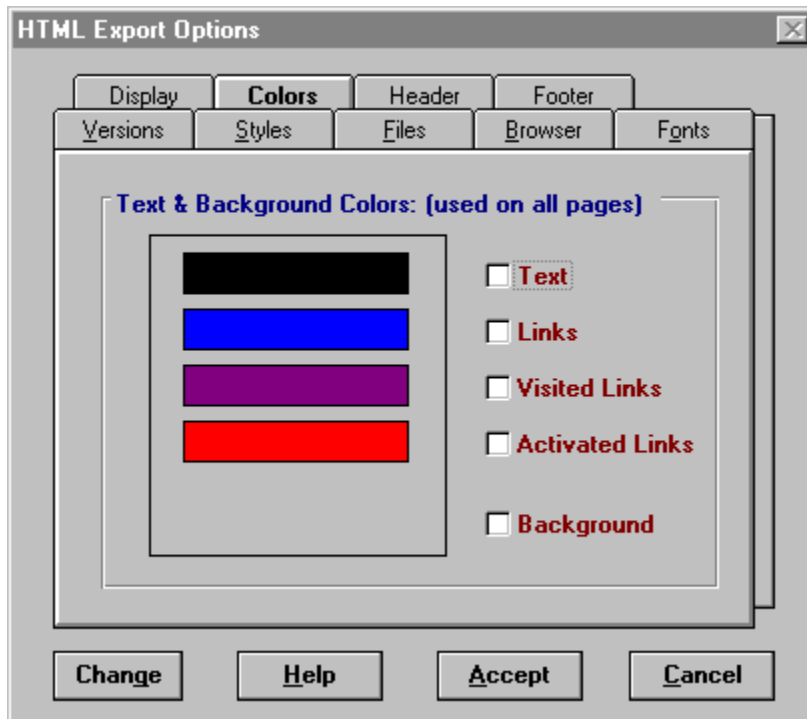 HTML Export Options
Display Colors Header Footer
Versions Styles Files Browser Fonts
Text & Background Colors: (used on all pages)
Text
Links
Visited Links
Activated Links
Background
Change Help Accept Cancel